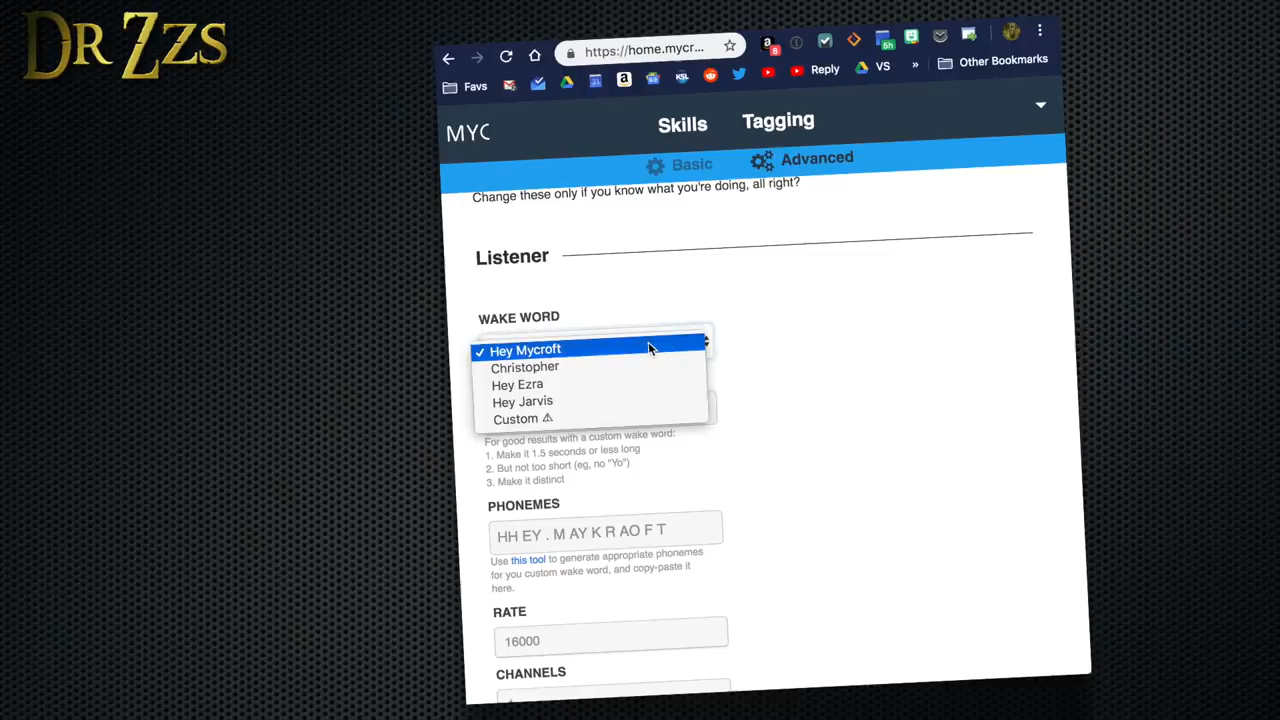 DR ZZS
https://home.mycr...
8
5h
Favs
KSL
Reply
VS
»
Other Bookmarks
MYC
Skills
Tagging
Basic
Advanced
Change these only if you know what you're doing, all right?
Listener
WAKE WORD
✓ Hey Mycroft
Christopher
Hey Ezra
Hey Jarvis
Custom ⚠
For good results with a custom wake word:
1. Make it 1.5 seconds or less long
2. But not too short (eg, no "Yo")
3. Make it distinct
PHONEMES
HH EY . M AY K R AO F T
Use this tool to generate appropriate phonemes
for you custom wake word, and copy-paste it
here.
RATE
16000
CHANNELS